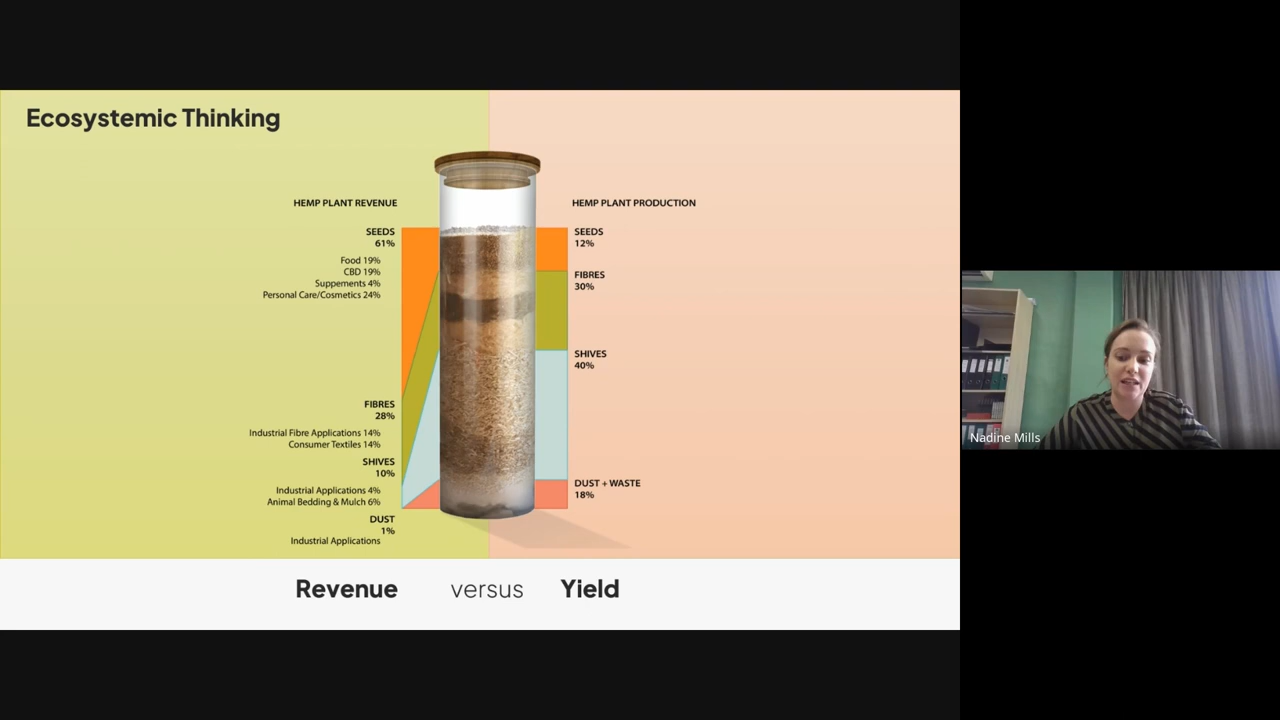 Ecosystemic Thinking
HEMP PLANT REVENUE
SEEDS
61%
Food 19%
CBD 19%
Suppements 4%
Personal Care/Cosmetics 24%
FIBRES
28%
Industrial Fibre Applications 14%
Consumer Textiles 14%
SHIVES
10%
Industrial Applications 4%
Animal Bedding & Mulch 6%
DUST
1%
Industrial Applications
HEMP PLANT PRODUCTION
SEEDS
12%
FIBRES
30%
SHIVES
40%
DUST + WASTE
18%
Revenue versus Yield
Nadine Mills